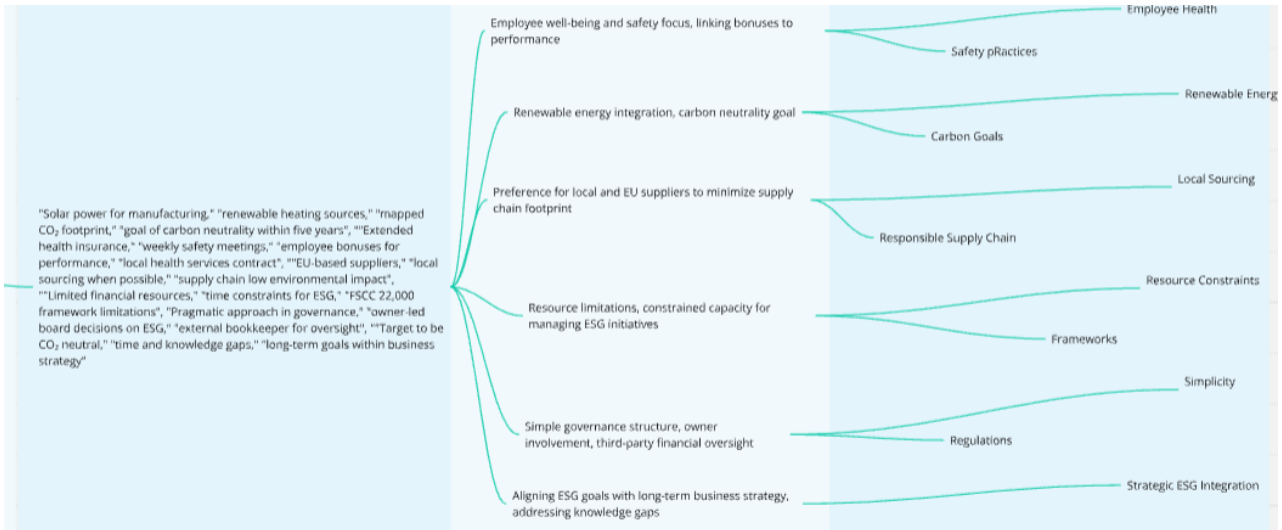 "Solar power for manufacturing," "renewable heating sources," "mapped
CO₂ footprint," "goal of carbon neutrality within five years", ""Extended
health insurance," "weekly safety meetings," "employee bonuses for
performance," "local health services contract", ""EU-based suppliers," "local
sourcing when possible," "supply chain low environmental impact",
""Limited financial resources," "time constraints for ESG," "FSCC 22,000
framework limitations", "Pragmatic approach in governance," "owner-led
board decisions on ESG," "external bookkeeper for oversight", ""Target to be
CO₂ neutral," "time and knowledge gaps," "long-term goals within business
strategy"
Employee well-being and safety focus, linking bonuses to
performance
Renewable energy integration, carbon neutrality goal
Preference for local and EU suppliers to minimize supply
chain footprint
Resource limitations, constrained capacity for
managing ESG initiatives
Simple governance structure, owner
involvement, third-party financial oversight
Aligning ESG goals with long-term business strategy,
addressing knowledge gaps
Employee Health
Safety pRactices
Renewable Energ
Carbon Goals
Local Sourcing
Responsible Supply Chain
Resource Constraints
Frameworks
Simplicity
Regulations
Strategic ESG Integration